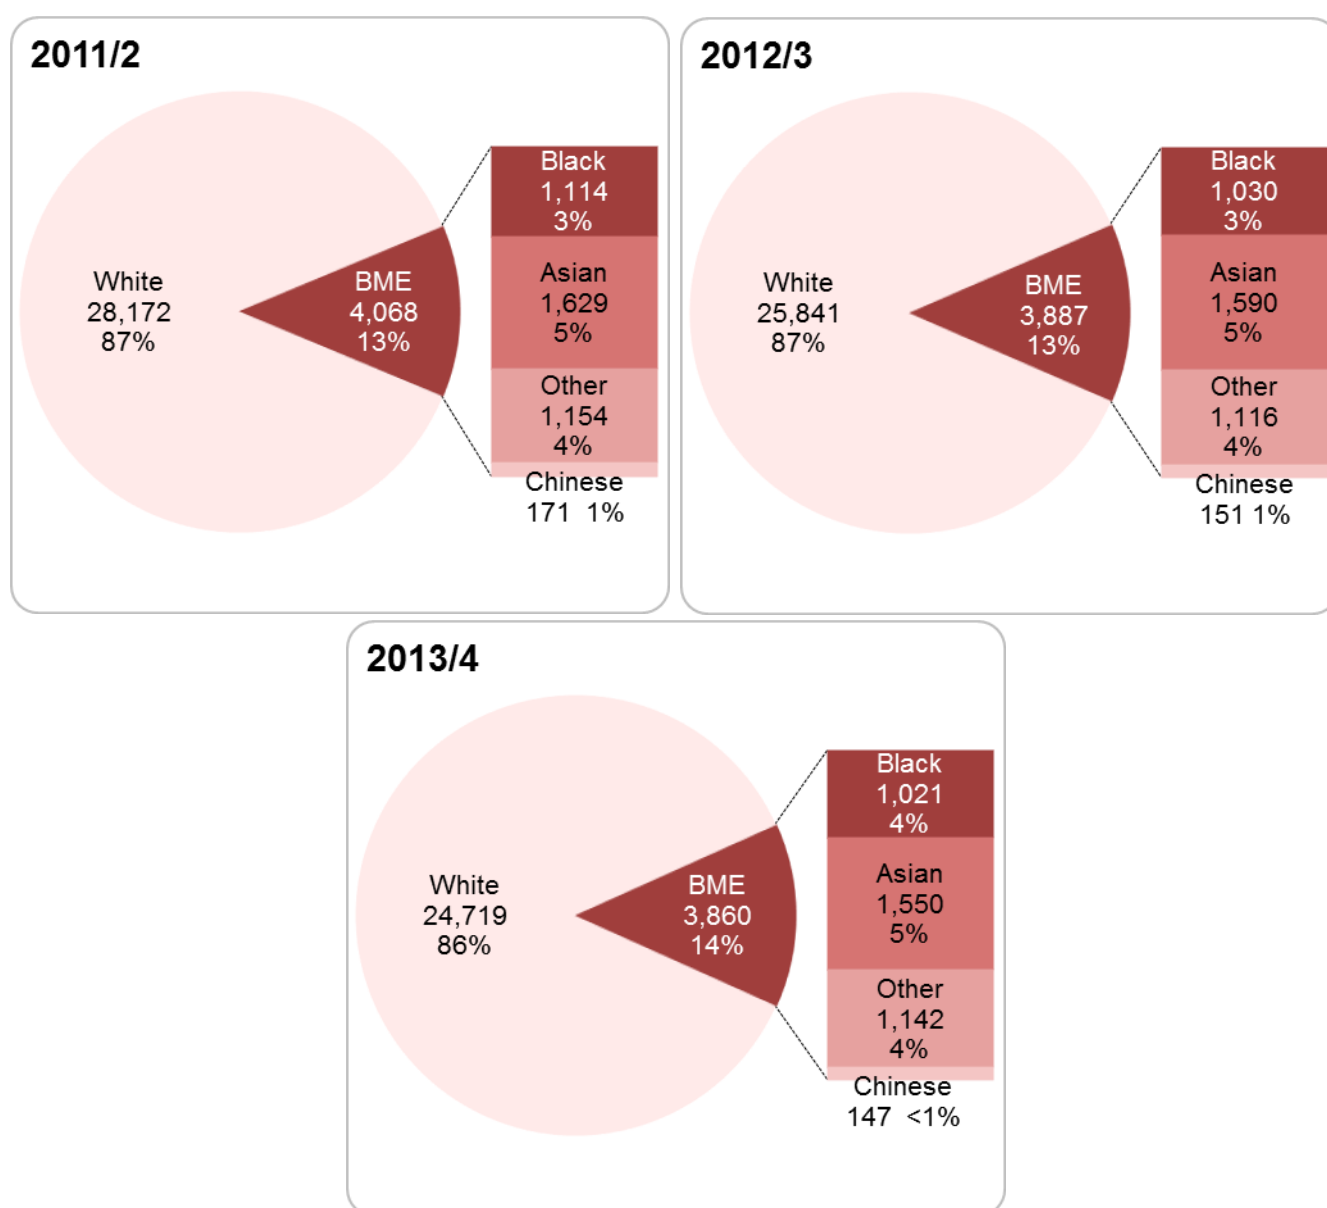 2011/2
White
28,172
87%
BME
4,068
13%
Black
1,114
3%
Asian
1,629
5%
Other
1,154
4%
Chinese
171 1%
2012/3
White
25,841
87%
BME
3,887
13%
Black
1,030
3%
Asian
1,590
5%
Other
1,116
4%
Chinese
151 1%
2013/4
White
24,719
86%
BME
3,860
14%
Black
1,021
4%
Asian
1,550
5%
Other
1,142
4%
Chinese
147 <1%